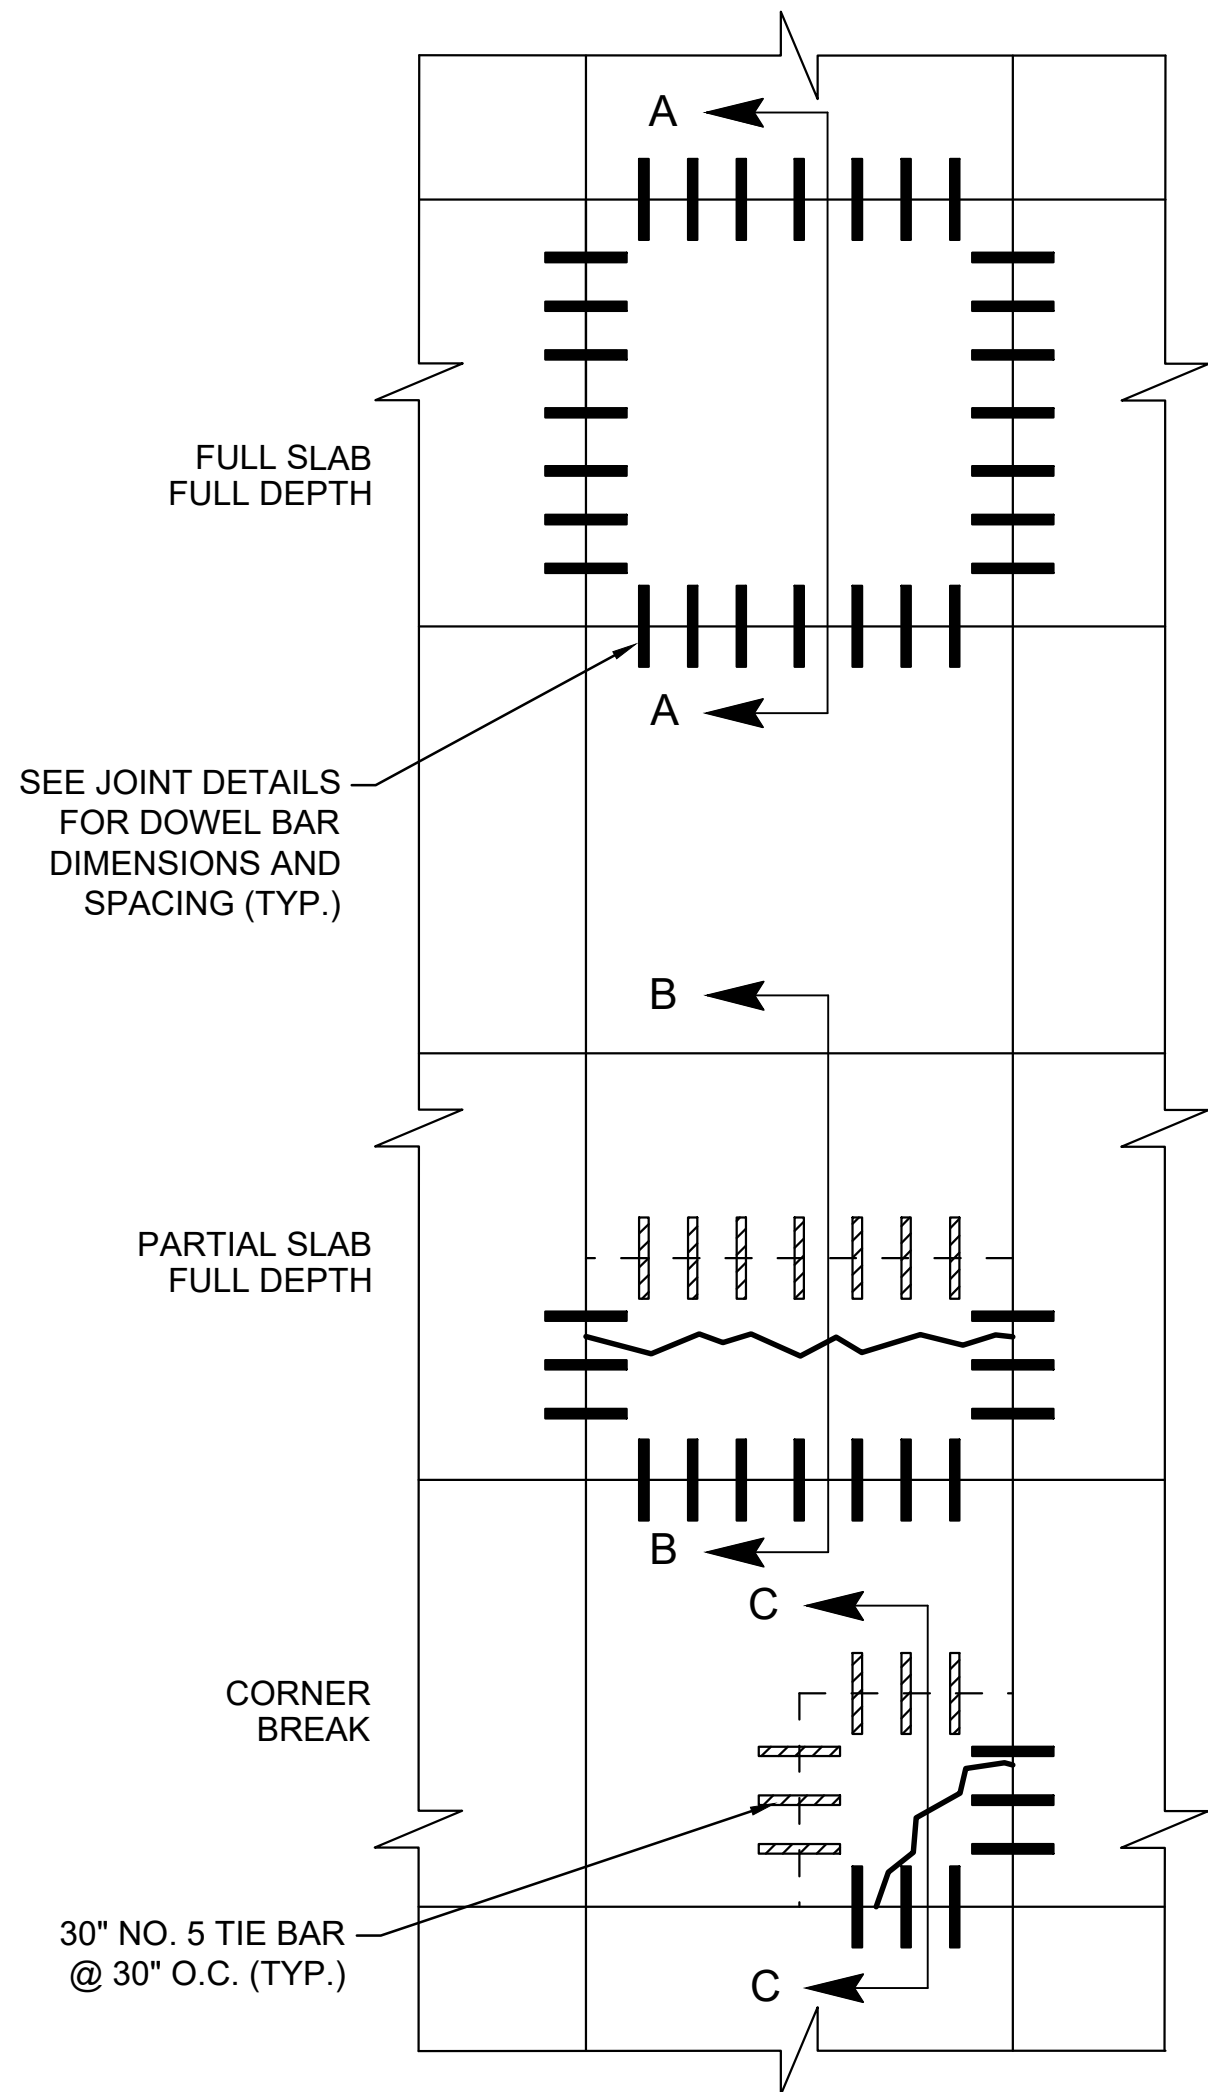 A
FULL SLAB
FULL DEPTH
A
SEE JOINT DETAILS
FOR DOWEL BAR
DIMENSIONS AND
SPACING (TYP.)
B
PARTIAL SLAB
FULL DEPTH
B
C
CORNER
BREAK
30" NO. 5 TIE BAR
@ 30" O.C. (TYP.)
C